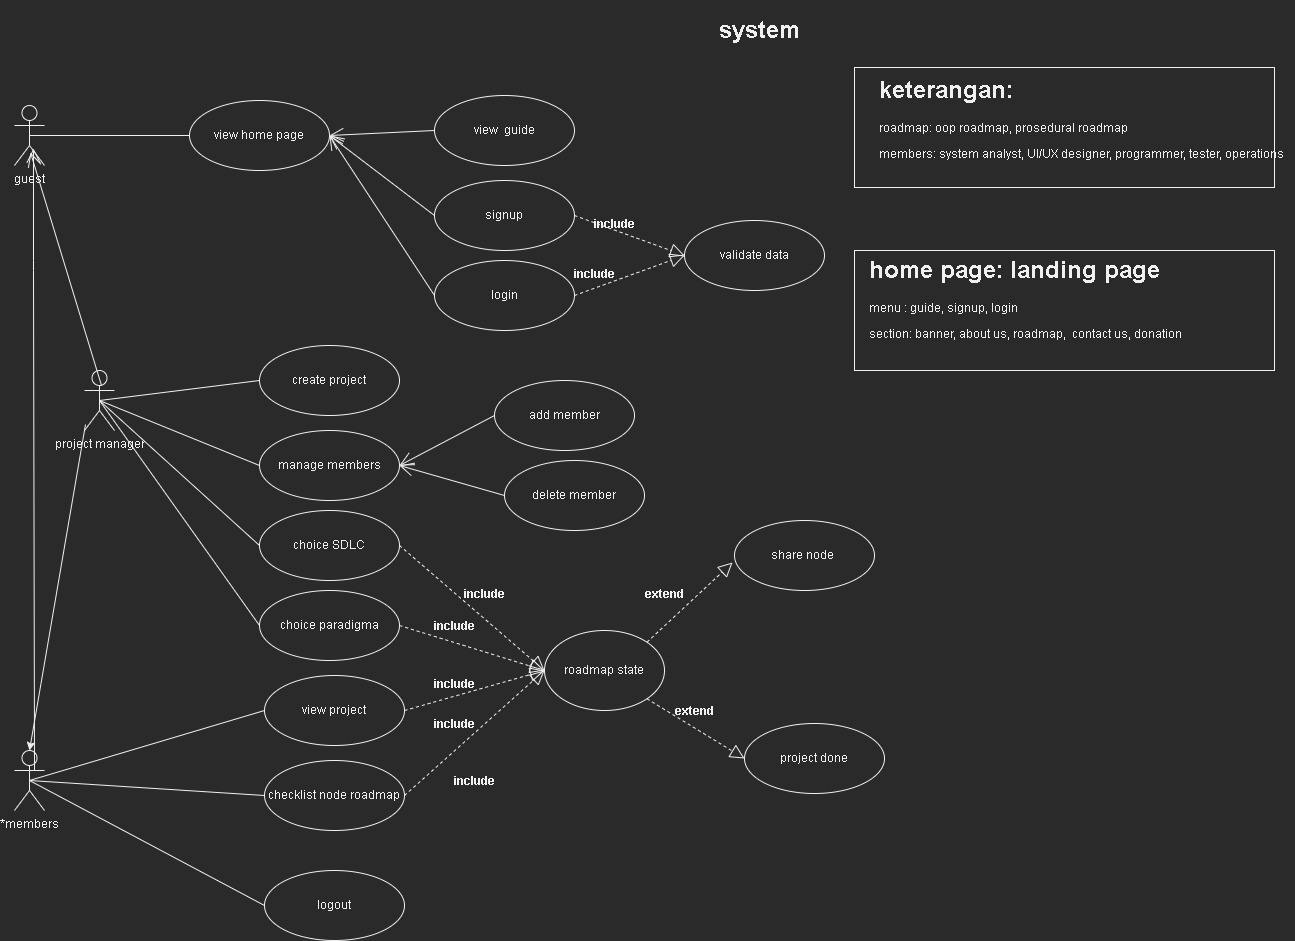 system
keterangan:
roadmap: oop roadmap, prosedural roadmap
members: system analyst, UI/UX designer, programmer, tester, operations
view home page
view guide
guest
signup
include
validate data
home page: landing page
include
login
menu : guide, signup, login
section: banner, about us, roadmap, contact us, donation
create project
add member
project manager
manage members
delete member
choice SDLC
share node
include
extend
choice paradigma
include
roadmap state
include
view project
extend
include
project done
include
checklist node roadmap
*members
logout